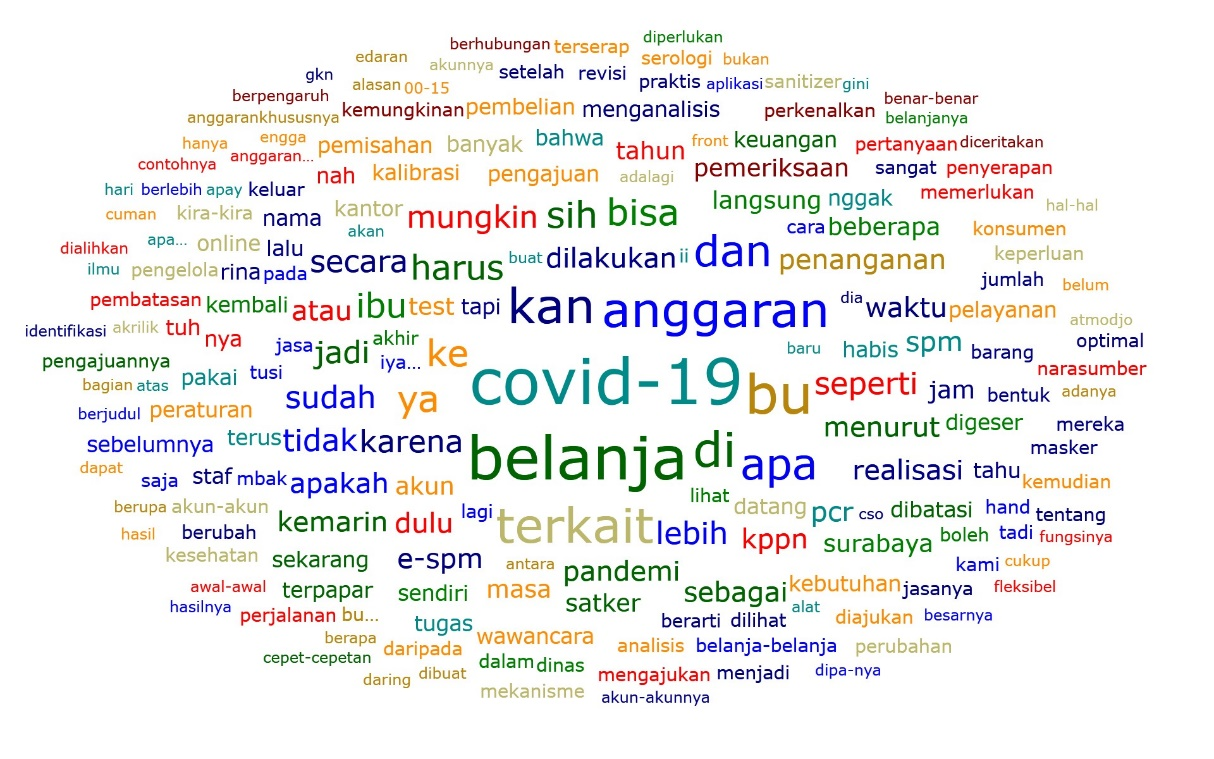 diperlukan
berhubungan terserap
edaran akunnya serologi bukan
gkn setelah revisi
alasan 00-15 praktis aplikasi sanitizer gini
berpengaruh kemungkinan pembelian menganalisis perkenalkan benar-benar
anggarankhususnya belanjanya
hanya engga pemisahan banyak bahwa tahun front keuangan pertanyaan diceritakan
contohnya anggaran... nah kalibrasi pengajuan adalagi pemeriksaan sangat penyerapan
hari berlebih apay keluar langsung nggak memerlukan
cuman kira-kira nama kantor mungkin sih bisa cara beberapa hal-hal
akan konsumen
dialihkan apa... online lalu secara harus buat dilakukan ii dan penanganan keperluan
ilmu pengelola rina pada jumlah belum
pembatasan kembali atau ibu test tapi kan anggaran dia waktu pelayanan
identifikasi akrilik tuh nya akhir atmodjo
jasa jadi iya... ke baru habis spm barang optimal
pengajuannya tusi narasumber
bagian atas pakai covid-19 bu seperti jam bentuk adanya
berjudul peraturan sudah ya
sebelumnya terus tidak karena menurut digeser mereka
dapat belanja di masker
saja staf mbak apakah akun apa realisasi tahu kemudian
berupa akun-akun lagi lihat datang
hasil berubah kemarin dulu terkait lebih kppn pcr cso dibatasi hand tentang
kesehatan sekarang e-spm surabaya boleh tadi fungsinya
antara pandemi kami cukup
awal-awal terpapar sendiri masa sebagai kebutuhan jasanya fleksibel
hasilnya perjalanan bu... satker alat
tugas berarti dilihat diajukan besarnya
berapa daripada wawancara analisis belanja-belanja perubahan
cepet-cepetan dalam dinas
daring dibuat mengajukan menjadi dipa-nya
mekanisme akun-akunnya